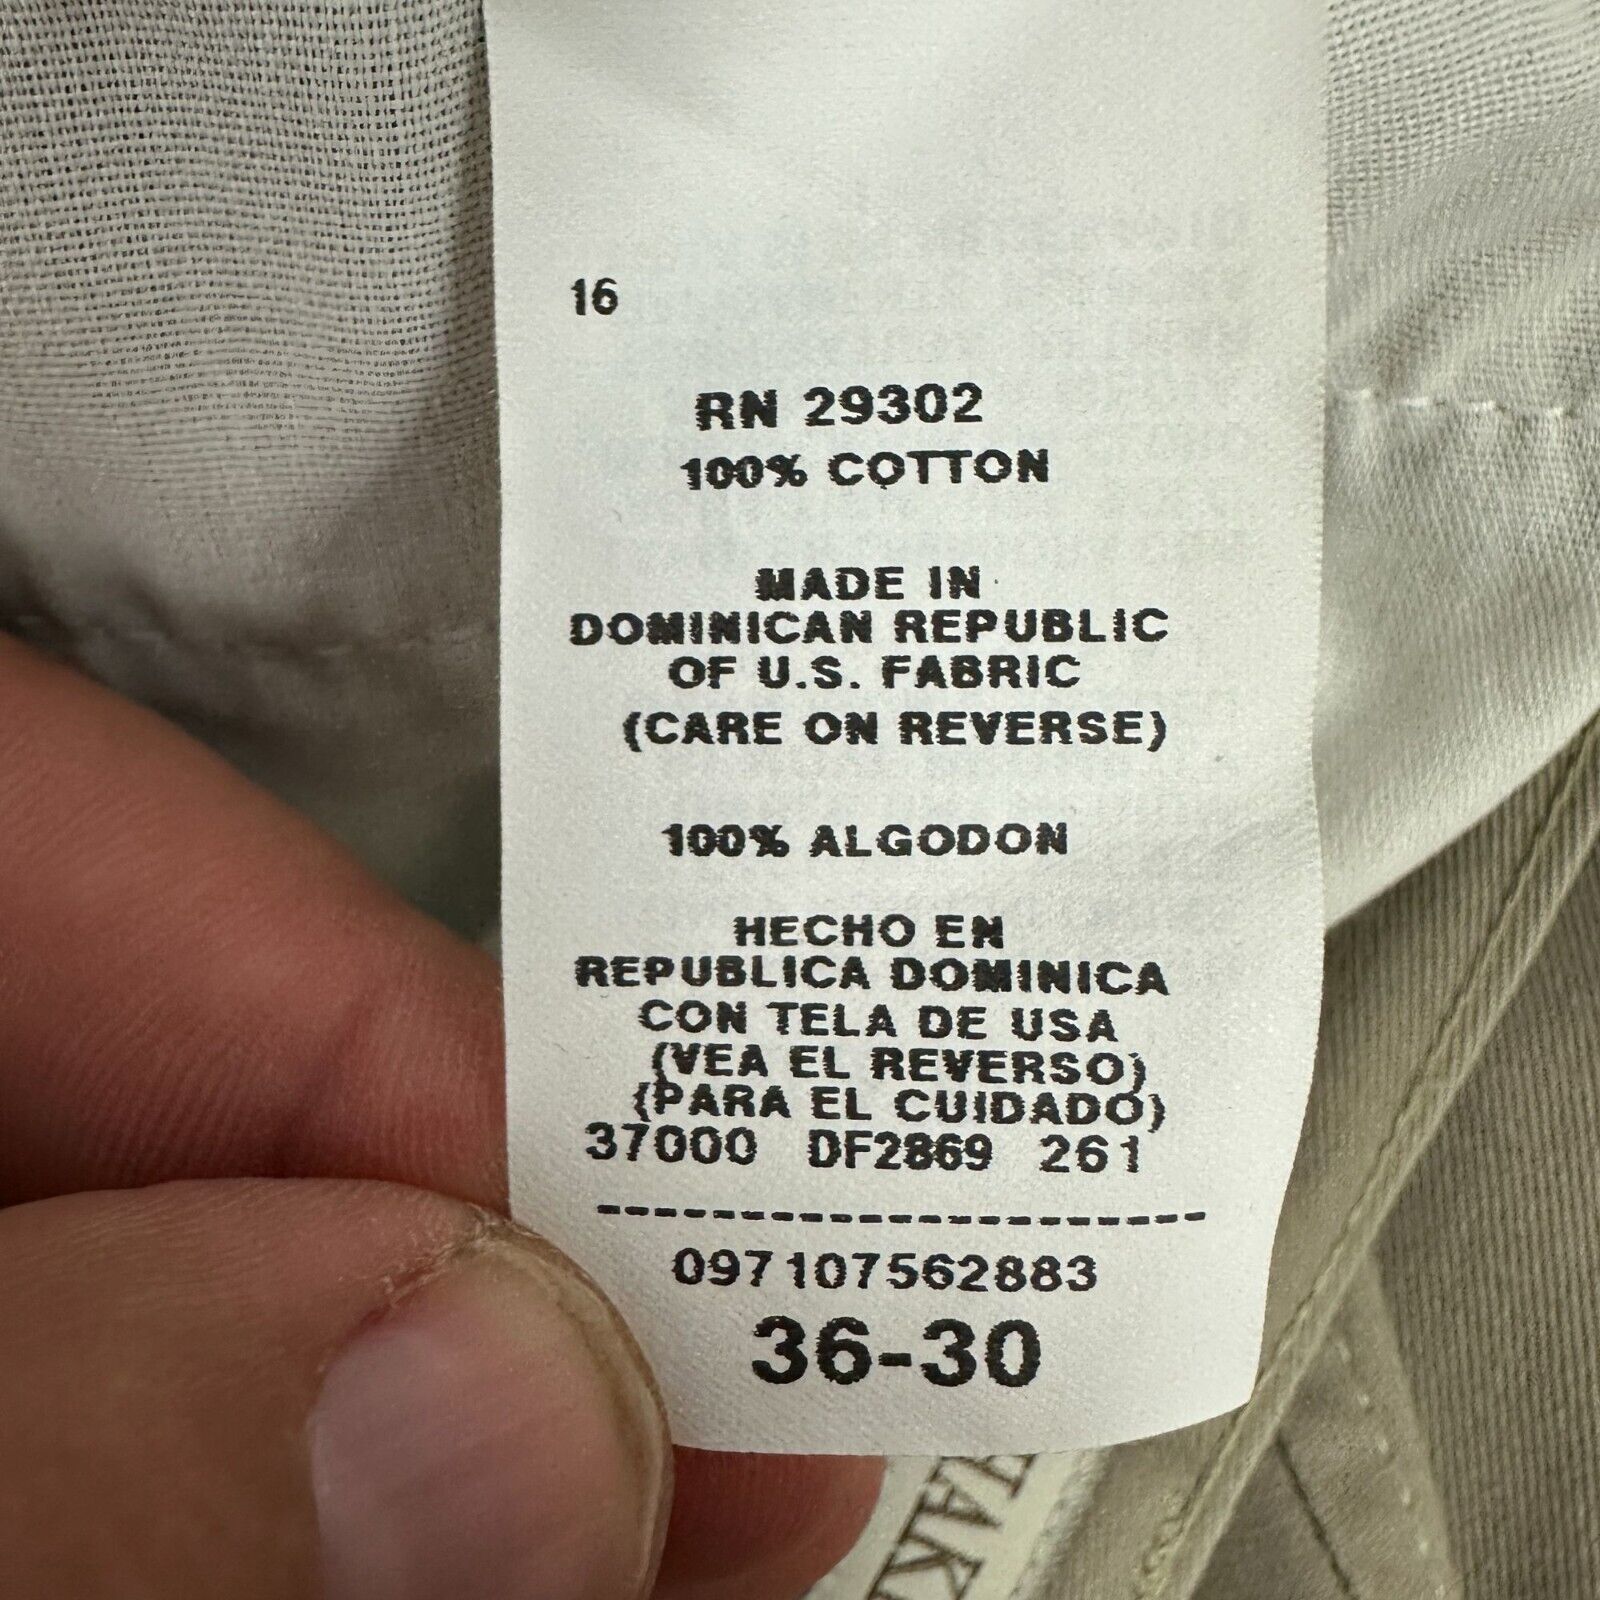 16
RN 29302
100% COTTON
MADE IN
DOMINICAN REPUBLIC
OF U.S. FABRIC
(CARE ON REVERSE)
100% ALGODON
HECHO EN
REPUBLICA DOMINICA
CON TELA DE USA
(VEA EL REVERSO)
(PARA EL CUIDADO)
37000 DF2869 261
---------------------
097107562883
36-30